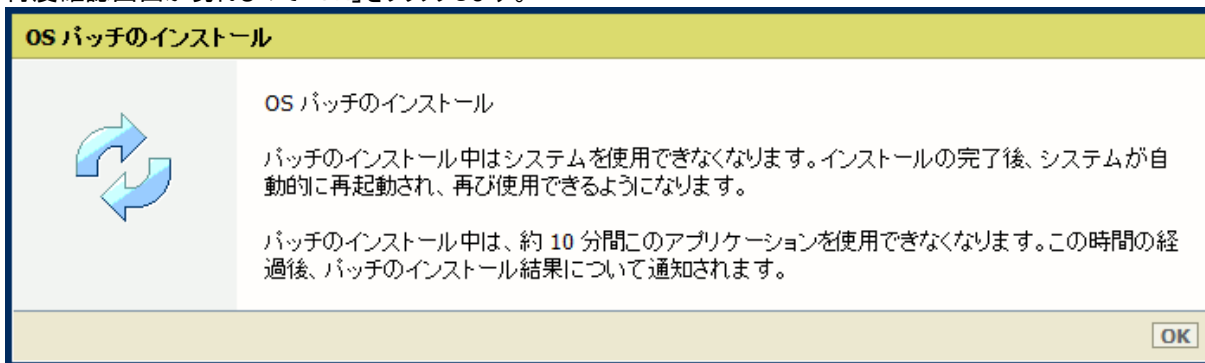 OS パッチのインストール
OS パッチのインストール
パッチのインストール中はシステムを使用できなくなります。インストールの完了後、システムが自
動的に再起動され、再び使用できるようになります。
パッチのインストール中は、約 10 分間このアプリケーションを使用できなくなります。この時間の経
過後、パッチのインストール結果について通知されます。
OK